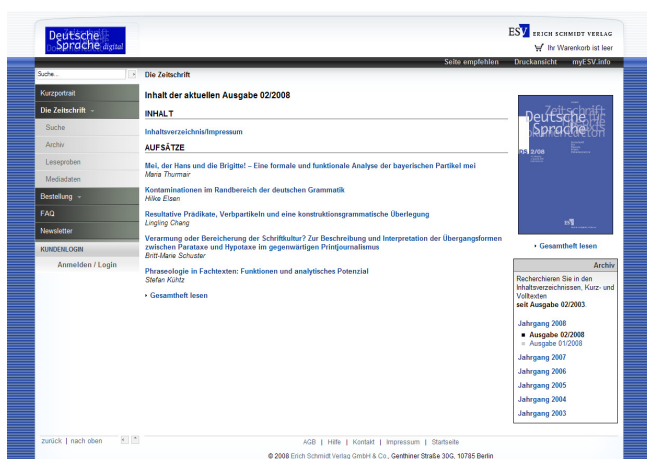 Deutsche
Sprache digital
ESV ERICH SCHMIDT VERLAG
Ihr Warenkorb ist leer
Seite empfehlen Druckansicht myESV.info
Suche...
Die Zeitschrift
Kurzportrait
Die Zeitschrift
Suche
Archiv
Leseproben
Mediadaten
Bestellung
FAQ
Newsletter
KUNDENLOGIN
Anmelden / Login
Inhalt der aktuellen Ausgabe 02/2008
INHALT
Inhaltsverzeichnis/Impressum
AUFSÄTZE
Mei, der Hans und die Brigitte! – Eine formale und funktionale Analyse der bayerischen Partikel mei
Maria Thurmair
Kontaminationen im Randbereich der deutschen Grammatik
Hilke Elsen
Resultative Prädikate, Verbpartikeln und eine konstruktionsgrammatische Überlegung
Lingling Chang
Verarmung oder Bereicherung der Schriftkultur? Zur Beschreibung und Interpretation der Übergangsformen
zwischen Parataxe und Hypotaxe im gegenwärtigen Printjournalismus
Britt-Marie Schuster
Phraseologie in Fachtexten: Funktionen und analytisches Potenzial
Stefan Kühtz
Gesamtheft lesen
Zeitschrift
Deutsche für
Sprache
DS 2/08
ESV
Gesamtheft lesen
Archiv
Recherchieren Sie in den
Inhaltsverzeichnissen, Kurz- und
Volltexten
seit Ausgabe 02/2003.
Jahrgang 2008
Ausgabe 02/2008
Ausgabe 01/2008
Jahrgang 2007
Jahrgang 2006
Jahrgang 2005
Jahrgang 2004
Jahrgang 2003
zurück | nach oben
AGB | Hilfe | Kontakt | Impressum | Startseite
© 2008 Erich Schmidt Verlag GmbH & Co., Genthiner Straße 30G, 10785 Berlin